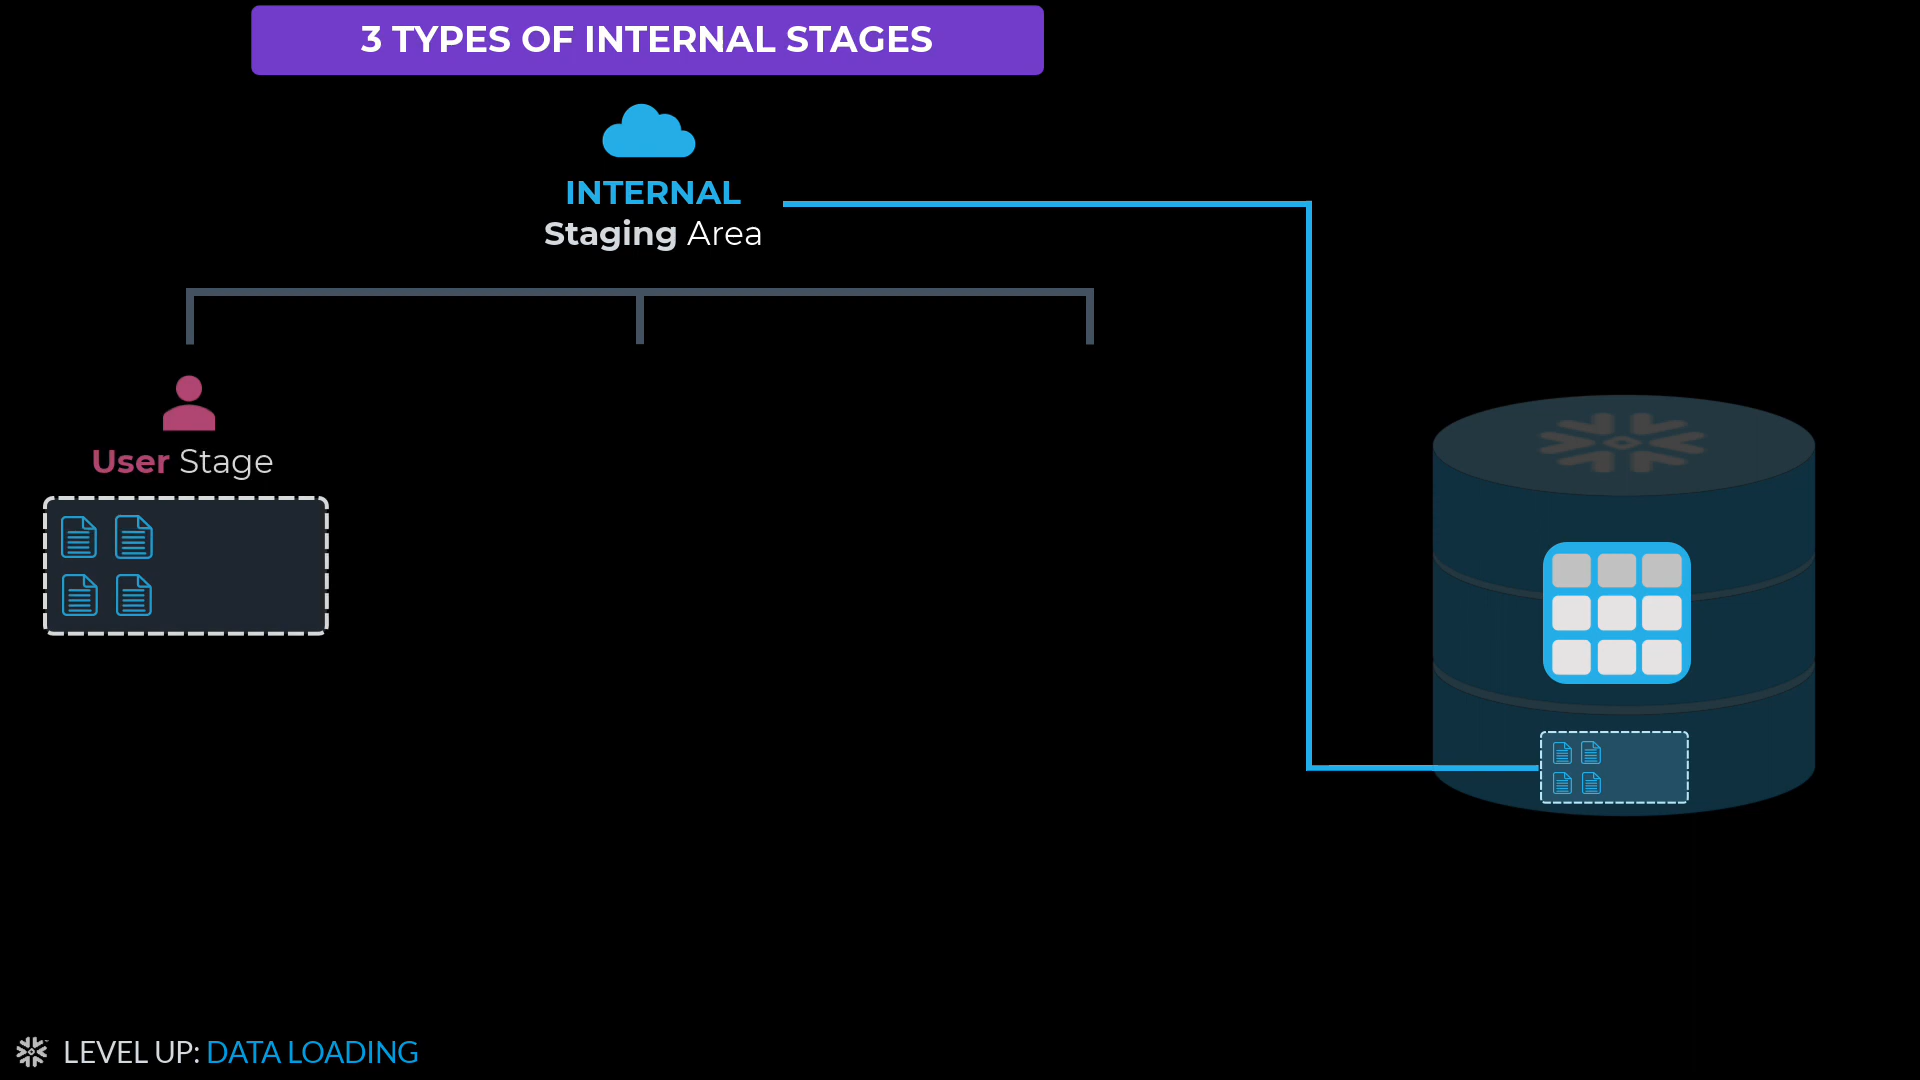 3 TYPES OF INTERNAL STAGES
INTERNAL
Staging Area
User Stage
LEVEL UP: DATA LOADING